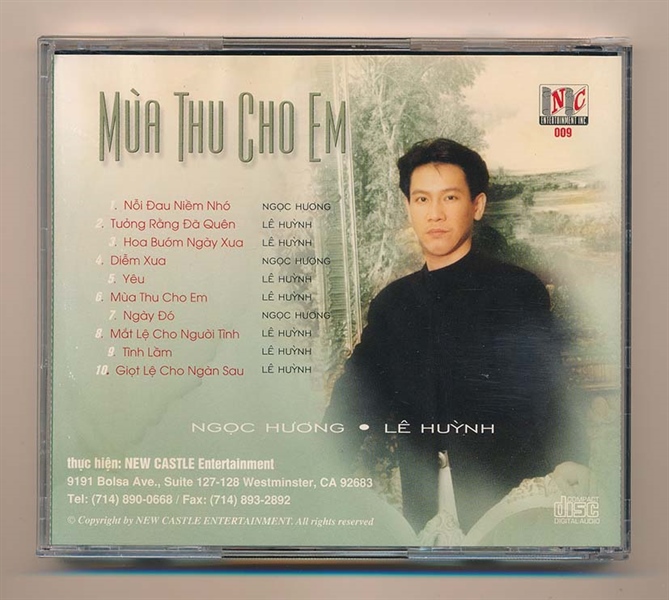 MÙA THU CHO EM
NC
ENTERTAINMENT INC
009
1. Nỗi Đau Niềm Nhớ NGỌC HƯƠNG
2. Tưởng Rằng Đã Quên LÊ HUỲNH
3. Hoa Bướm Ngày Xưa LÊ HUỲNH
4. Diễm Xưa NGỌC HƯƠNG
5. Yêu LÊ HUỲNH
6. Mùa Thu Cho Em LÊ HUỲNH
7. Ngày Đó NGỌC HƯƠNG
8. Mắt Lệ Cho Người Tình LÊ HUỲNH
9. Tình Lầm LÊ HUỲNH
10. Giọt Lệ Cho Ngàn Sau LÊ HUỲNH
NGỌC HƯƠNG • LÊ HUỲNH
thực hiện: NEW CASTLE Entertainment
9191 Bolsa Ave., Suite 127-128 Westminster, CA 92683
Tel: (714) 890-0668 / Fax: (714) 893-2892
© Copyright by NEW CASTLE ENTERTAINMENT. All rights reserved
COMPACT
disc
DIGITAL AUDIO